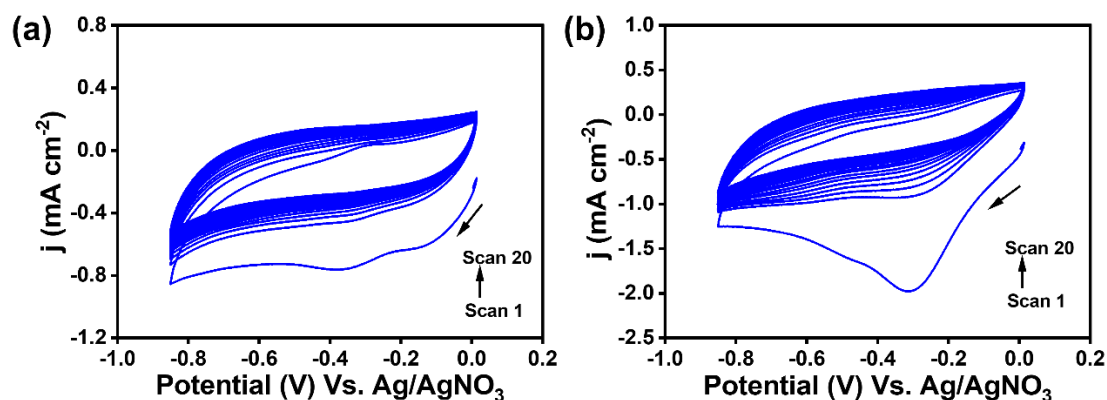 (a)
0.8
0.4
0.0
-0.4
-0.8
-1.2
j (mA cm⁻²)
Scan 20
Scan 1
-1.0 -0.8 -0.6 -0.4 -0.2 0.0 0.2
Potential (V) Vs. Ag/AgNO₃
(b)
1.0
0.5
0.0
-0.5
-1.0
-1.5
-2.0
-2.5
j (mA cm⁻²)
Scan 20
Scan 1
-1.0 -0.8 -0.6 -0.4 -0.2 0.0 0.2
Potential (V) Vs. Ag/AgNO₃